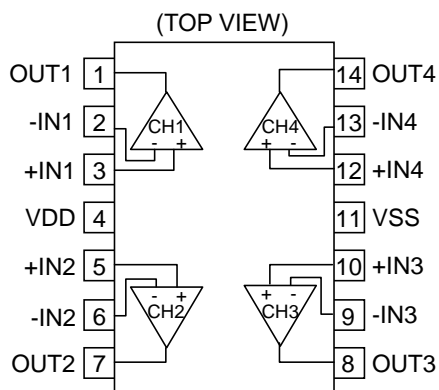 (TOP VIEW)
OUT1 1 14 OUT4
-IN1 2 CH1 CH4 13 -IN4
- + + -
+IN1 3 12 +IN4
VDD 4 11 VSS
+IN2 5 10 +IN3
- + + -
-IN2 6 CH2 CH3 9 -IN3
OUT2 7 8 OUT3